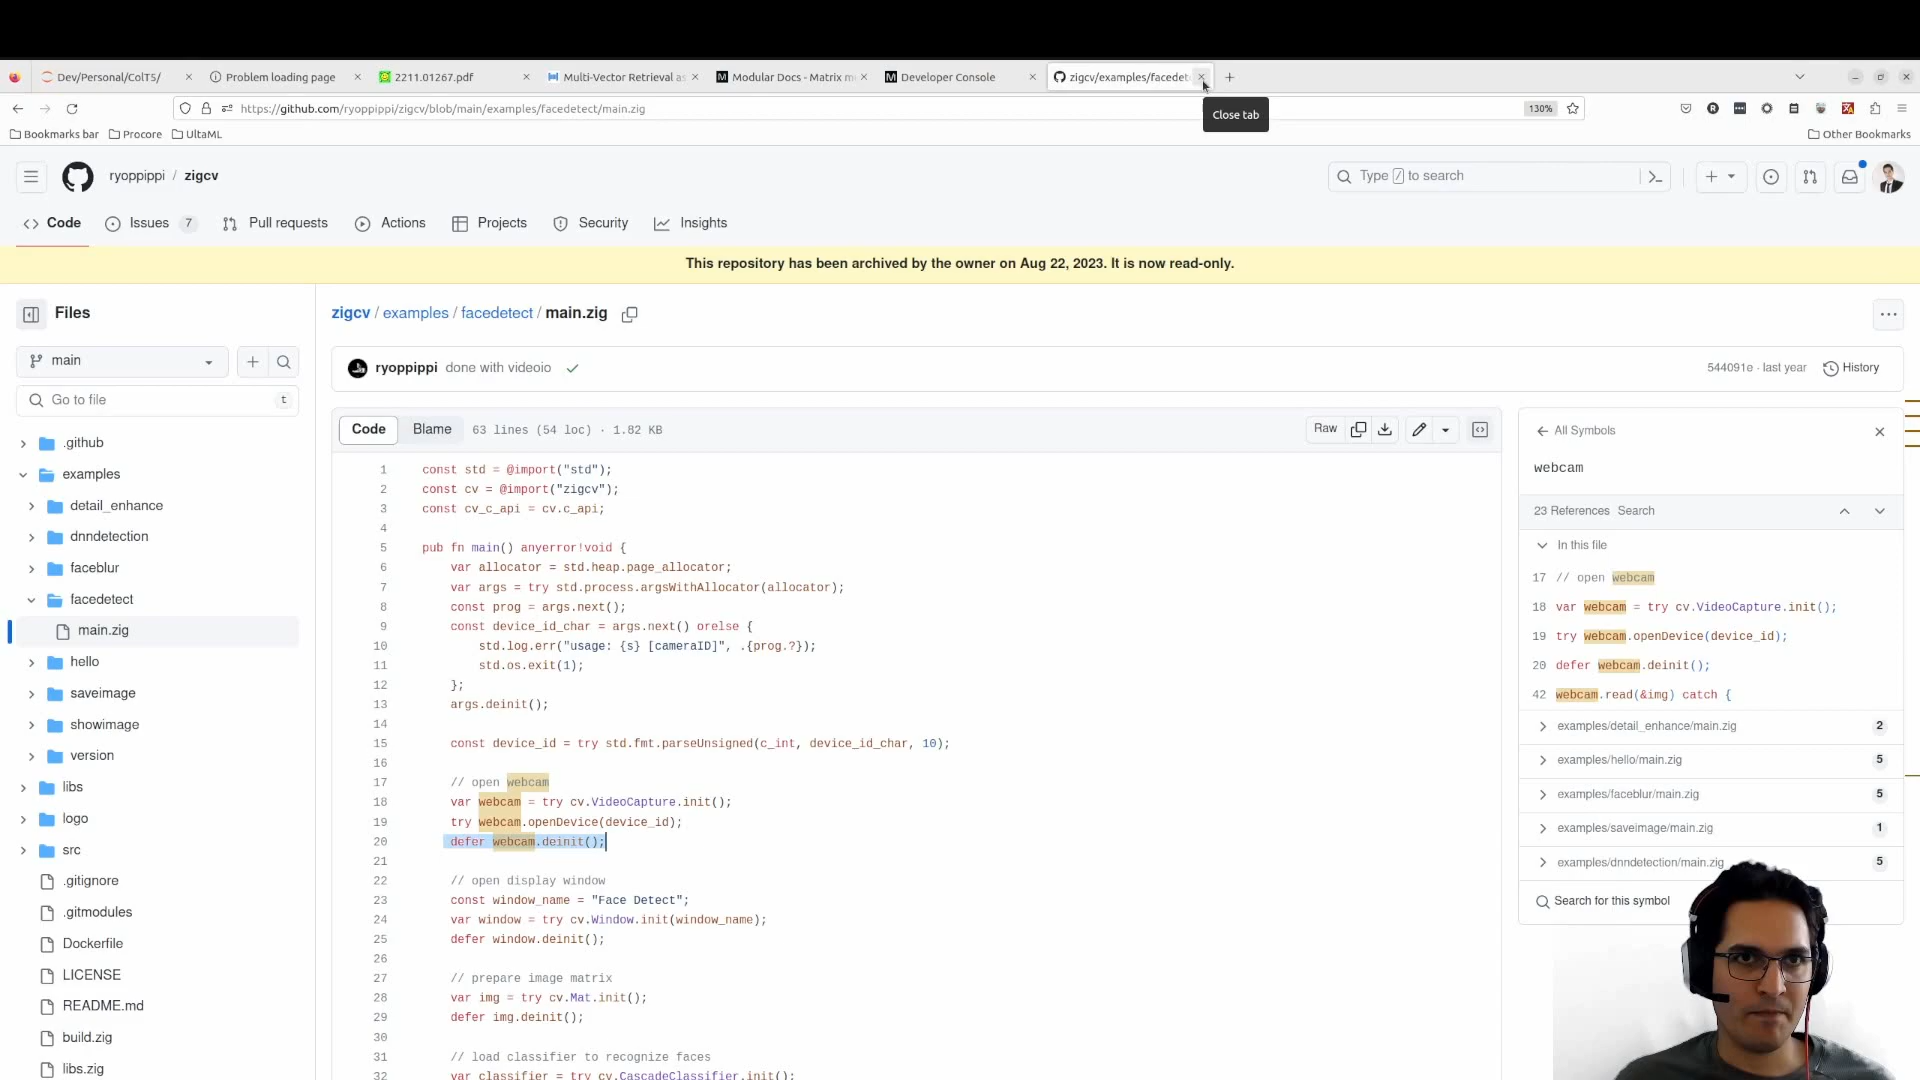 Dev/Personal/ColT5/
Problem loading page
2211.01267.pdf
Multi-Vector Retrieval as
Modular Docs - Matrix mu
Developer Console
zigcv/examples/facedet
https://github.com/ryoppippi/zigcv/blob/main/examples/facedetect/main.zig
130%
Close tab
Bookmarks bar
Procore
UltaML
Other Bookmarks
ryoppippi / zigcv
Type / to search
Code
Issues 7
Pull requests
Actions
Projects
Security
Insights
This repository has been archived by the owner on Aug 22, 2023. It is now read-only.
Files
main
Go to file
t
.github
examples
detail_enhance
dnndetection
faceblur
facedetect
main.zig
hello
saveimage
showimage
version
libs
logo
src
.gitignore
.gitmodules
Dockerfile
LICENSE
README.md
build.zig
libs.zig
zigcv / examples / facedetect / main.zig
ryoppippi done with videoio
544091e · last year
History
Code
Blame
63 lines (54 loc) · 1.82 KB
Raw
1 const std = @import("std");
2 const cv = @import("zigcv");
3 const cv_c_api = cv.c_api;
4
5 pub fn main() anyerror!void {
6 var allocator = std.heap.page_allocator;
7 var args = try std.process.argsWithAllocator(allocator);
8 const prog = args.next();
9 const device_id_char = args.next() orelse {
10 std.log.err("usage: {s} [cameraID]", .{prog.?});
11 std.os.exit(1);
12 };
13 args.deinit();
14
15 const device_id = try std.fmt.parseUnsigned(c_int, device_id_char, 10);
16
17 // open webcam
18 var webcam = try cv.VideoCapture.init();
19 try webcam.openDevice(device_id);
20 defer webcam.deinit();
21
22 // open display window
23 const window_name = "Face Detect";
24 var window = try cv.Window.init(window_name);
25 defer window.deinit();
26
27 // prepare image matrix
28 var img = try cv.Mat.init();
29 defer img.deinit();
30
31 // load classifier to recognize faces
32 var classifier = try cv.CascadeClassifier.init();
All Symbols
webcam
23 References Search
In this file
17 // open webcam
18 var webcam = try cv.VideoCapture.init();
19 try webcam.openDevice(device_id);
20 defer webcam.deinit();
42 webcam.read(&img) catch {
examples/detail_enhance/main.zig 2
examples/hello/main.zig 5
examples/faceblur/main.zig 5
examples/saveimage/main.zig 1
examples/dnndetection/main.zig 5
Search for this symbol